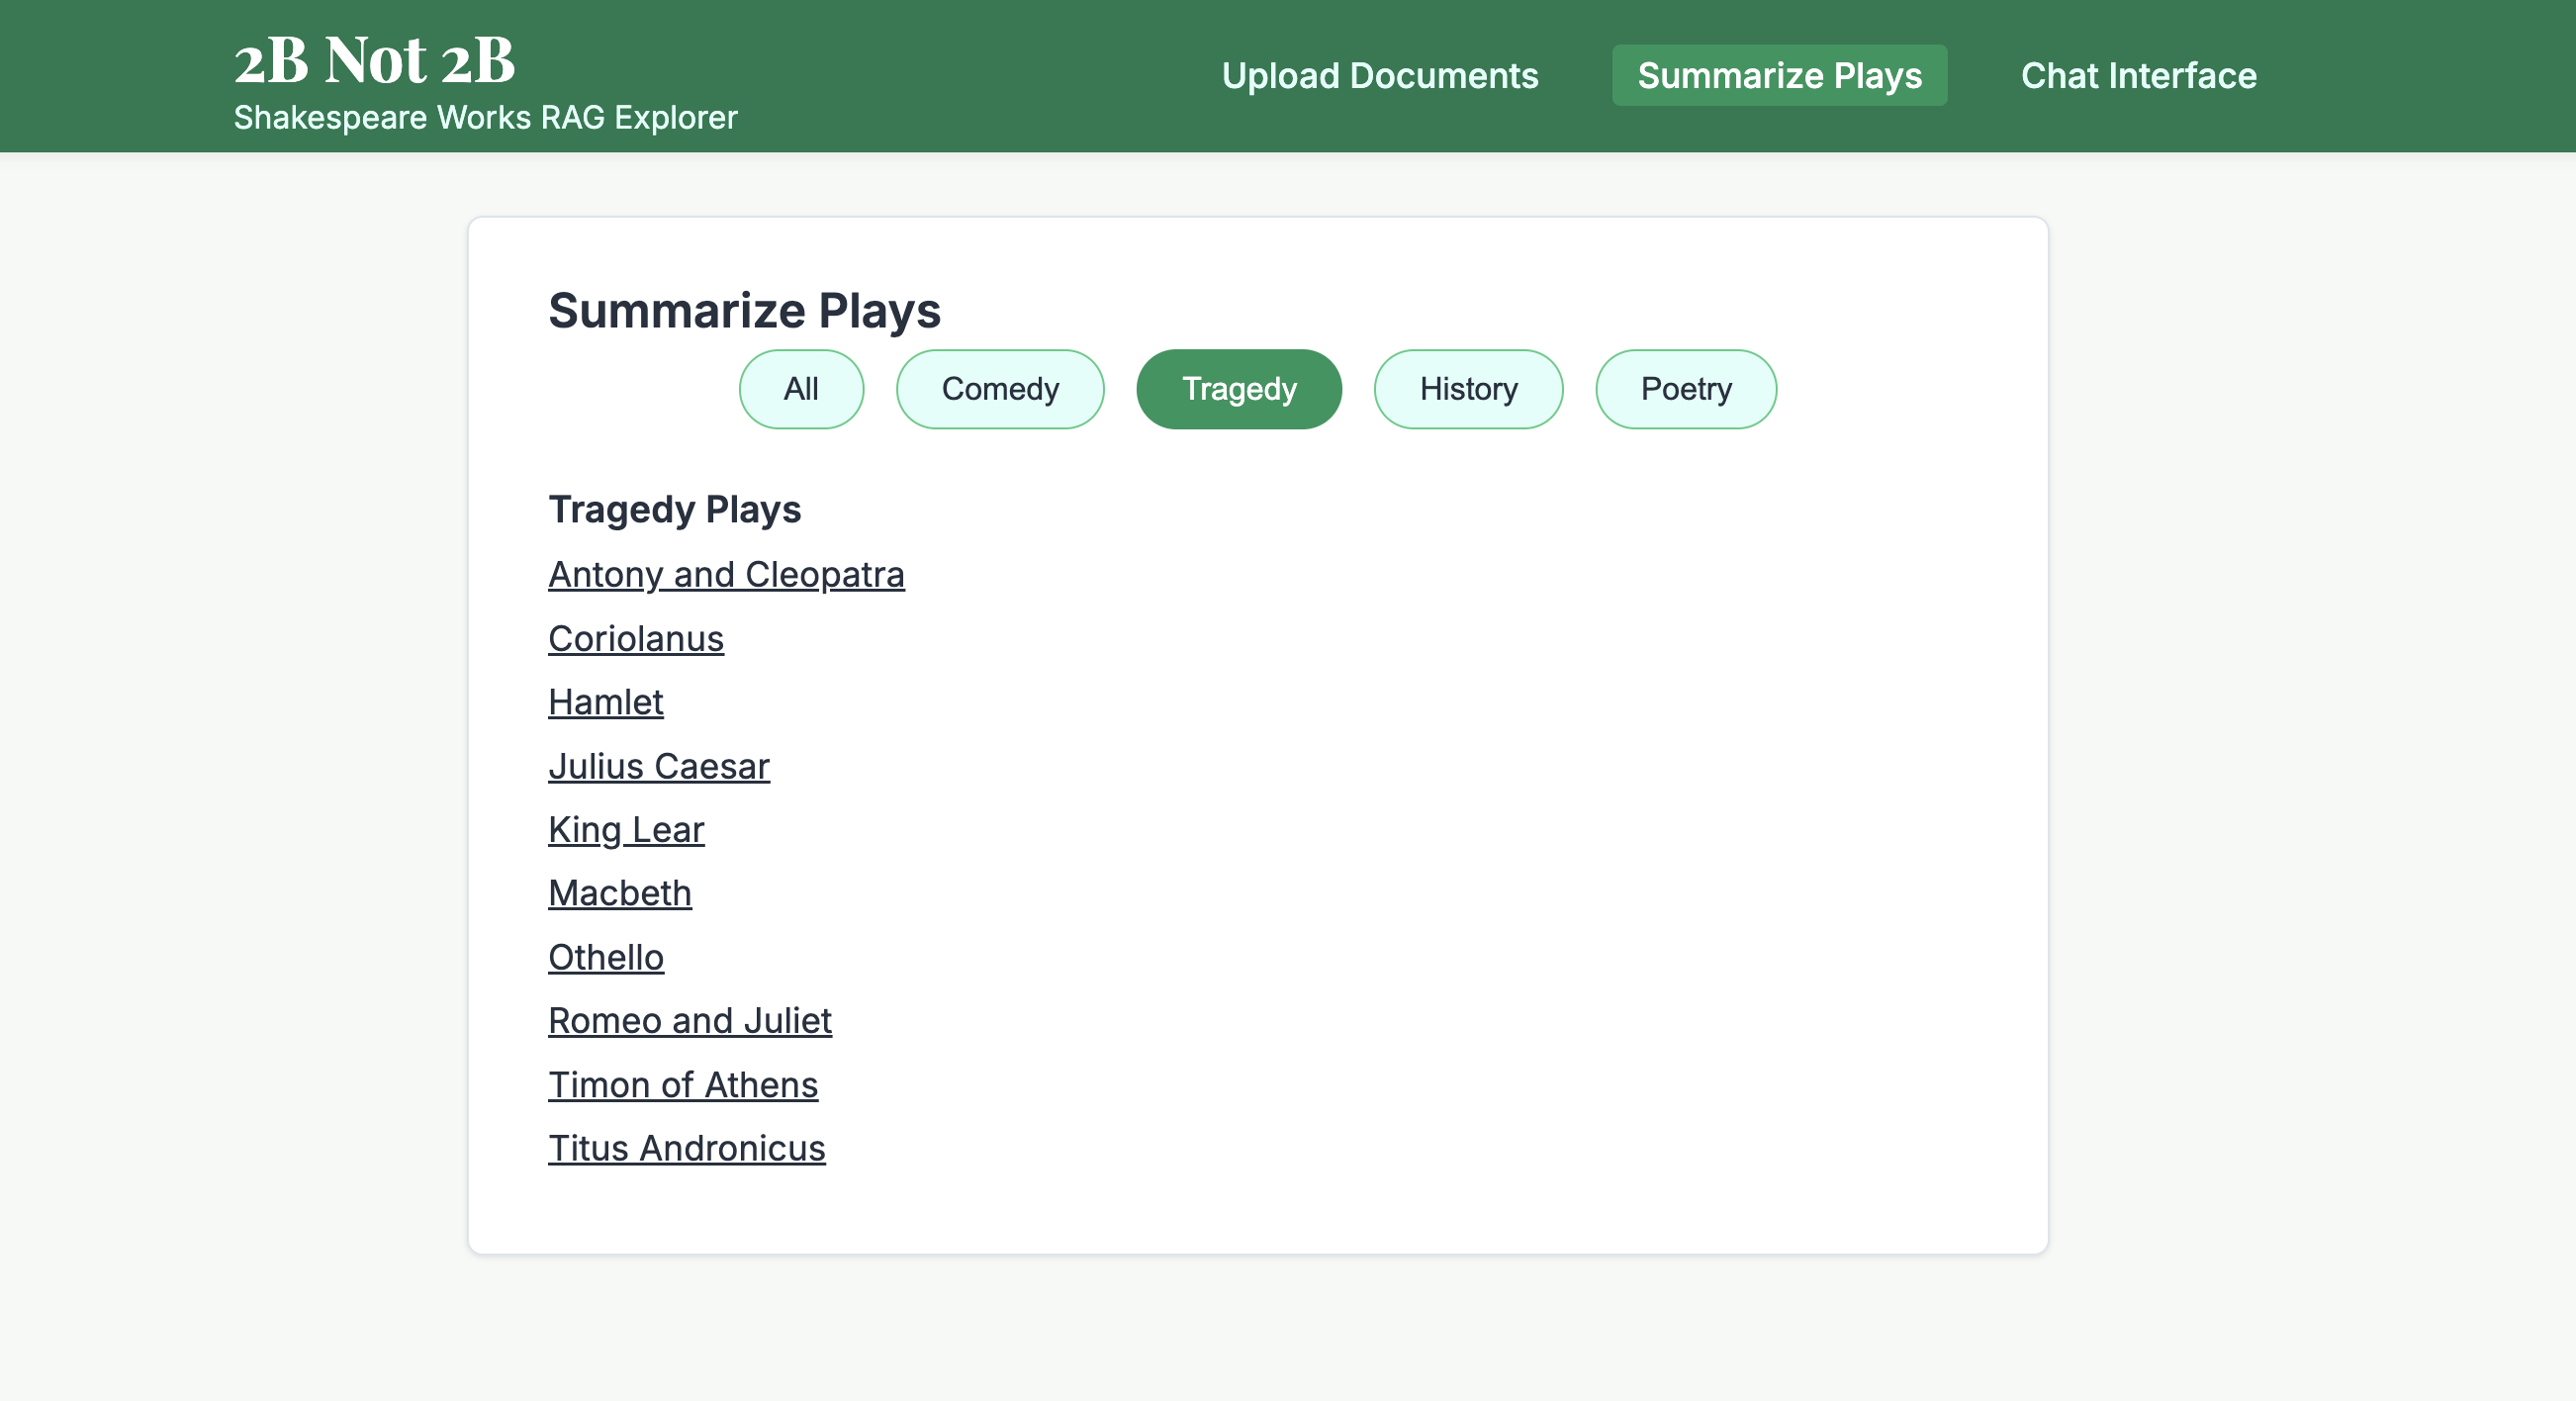 2B Not 2B
Shakespeare Works RAG Explorer
Upload Documents
Summarize Plays
Chat Interface
Summarize Plays
All
Comedy
Tragedy
History
Poetry
Tragedy Plays
Antony and Cleopatra
Coriolanus
Hamlet
Julius Caesar
King Lear
Macbeth
Othello
Romeo and Juliet
Timon of Athens
Titus Andronicus